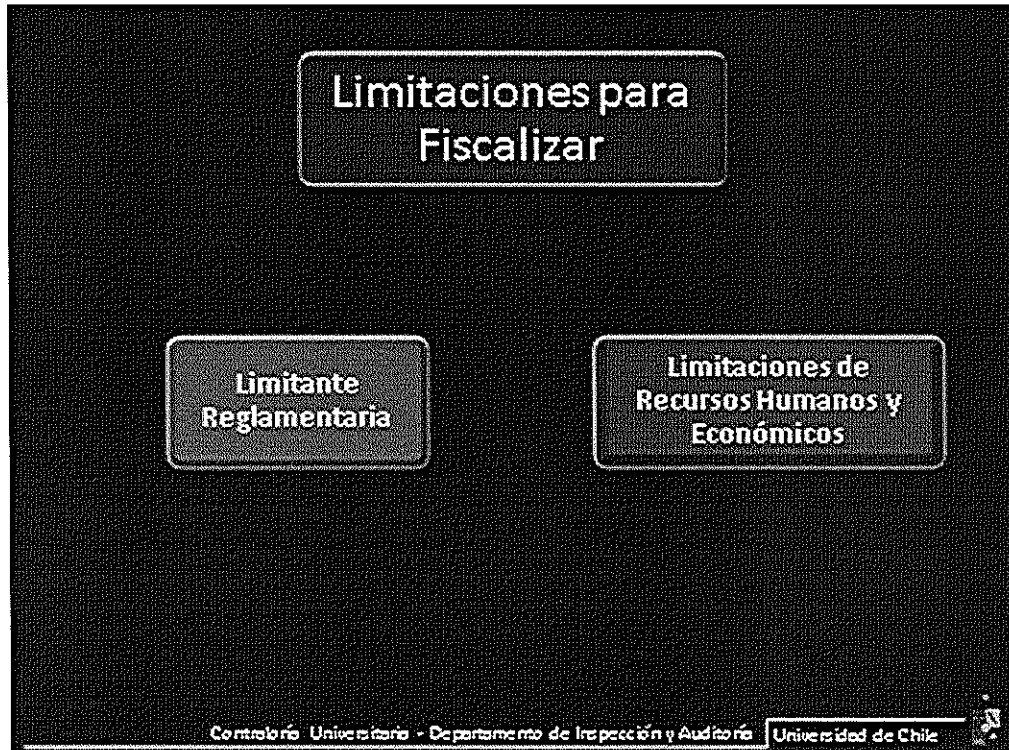 Limitaciones para
Fiscalizar
Limitante
Reglamentaria
Limitaciones de
Recursos Humanos y
Económicos
Contraloría Universitaria - Departamento de Inspección y Auditoría
Universidad de Chile